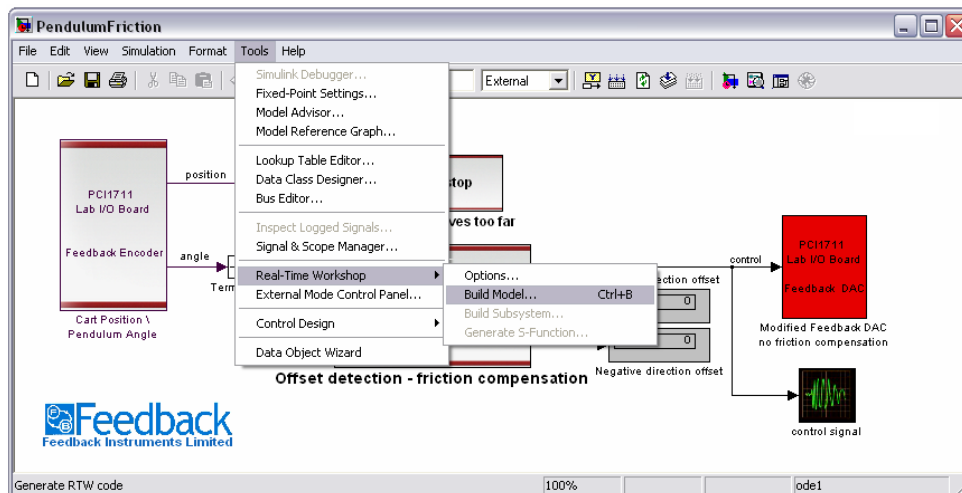 PendulumFriction
File Edit View Simulation Format Tools Help
External
Simulink Debugger...
Fixed-Point Settings...
Model Advisor...
Model Reference Graph...
Lookup Table Editor...
Data Class Designer...
Bus Editor...
Inspect Logged Signals...
Signal & Scope Manager...
Real-Time Workshop
External Mode Control Panel...
Control Design
Data Object Wizard
Options...
Build Model... Ctrl+B
Build Subsystem...
Generate S-Function...
PCI1711
Lab I/O Board
Feedback Encoder
position
angle
Term
Cart Position \
Pendulum Angle
stop
ves too far
ection offset
0
0
Negative direction offset
Offset detection - friction compensation
control
PCI1711
Lab I/O Board
Feedback DAC
Modified Feedback DAC
no friction compensation
control signal
Feedback
Feedback Instruments Limited
Generate RTW code
100%
ode1